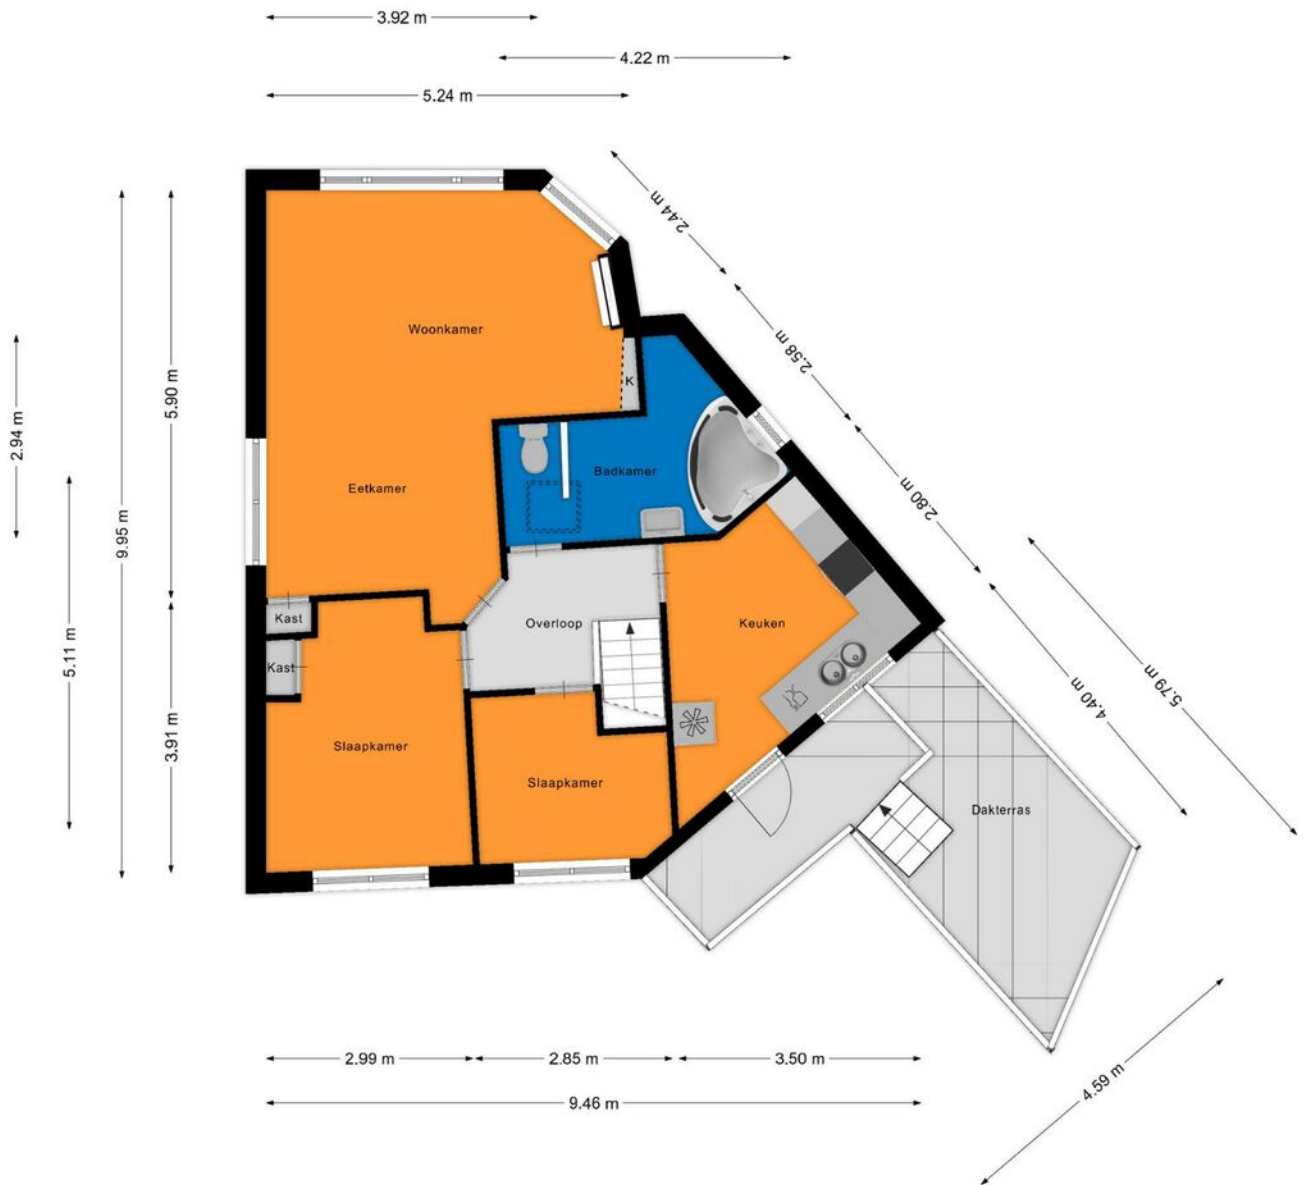 3.92 m
4.22 m
5.24 m
2.44 m
2.58 m
2.80 m
4.40 m
5.79 m
5.90 m
2.94 m
9.95 m
5.11 m
3.91 m
Woonkamer
K
Badkamer
Eetkamer
Kast
Overloop
Keuken
Kast
Slaapkamer
Slaapkamer
Dakterras
2.99 m
2.85 m
3.50 m
9.46 m
4.59 m